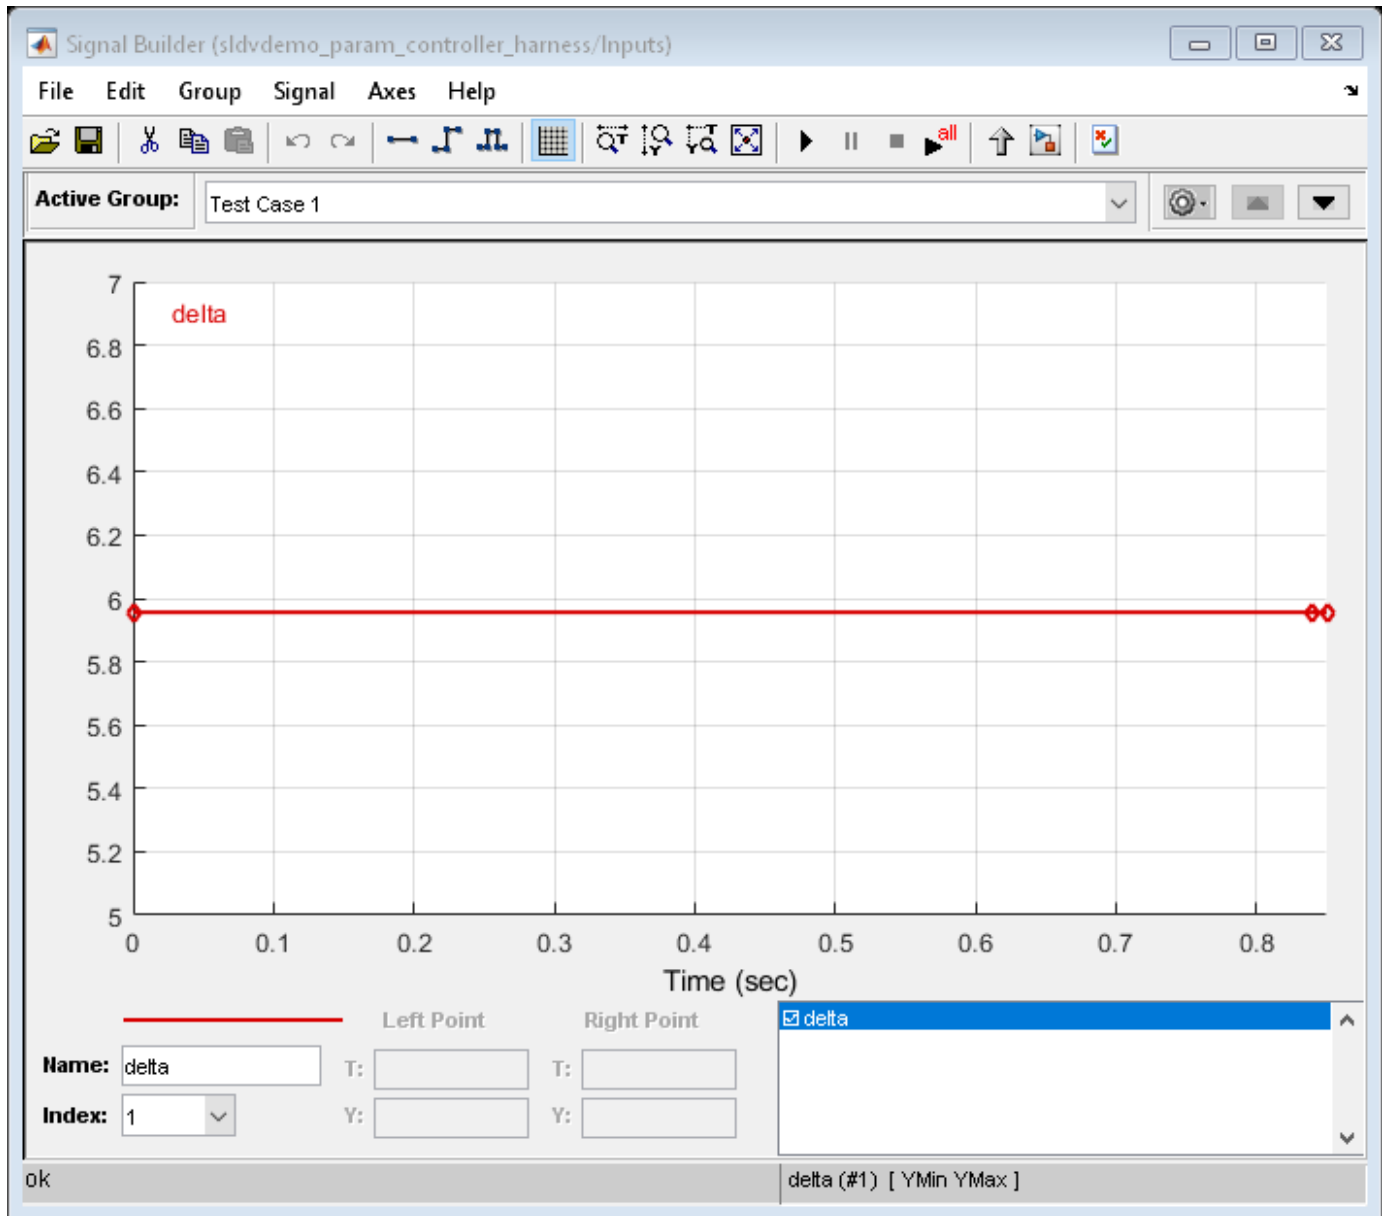 Signal Builder (sldvdemo_param_controller_harness/Inputs)
File Edit Group Signal Axes Help
all
Active Group: Test Case 1
7
delta
6.8
6.6
6.4
6.2
6
5.8
5.6
5.4
5.2
5
0 0.1 0.2 0.3 0.4 0.5 0.6 0.7 0.8
Time (sec)
Left Point Right Point delta
Name: delta T: T:
Index: 1 Y: Y:
ok delta (#1) [ YMin YMax ]